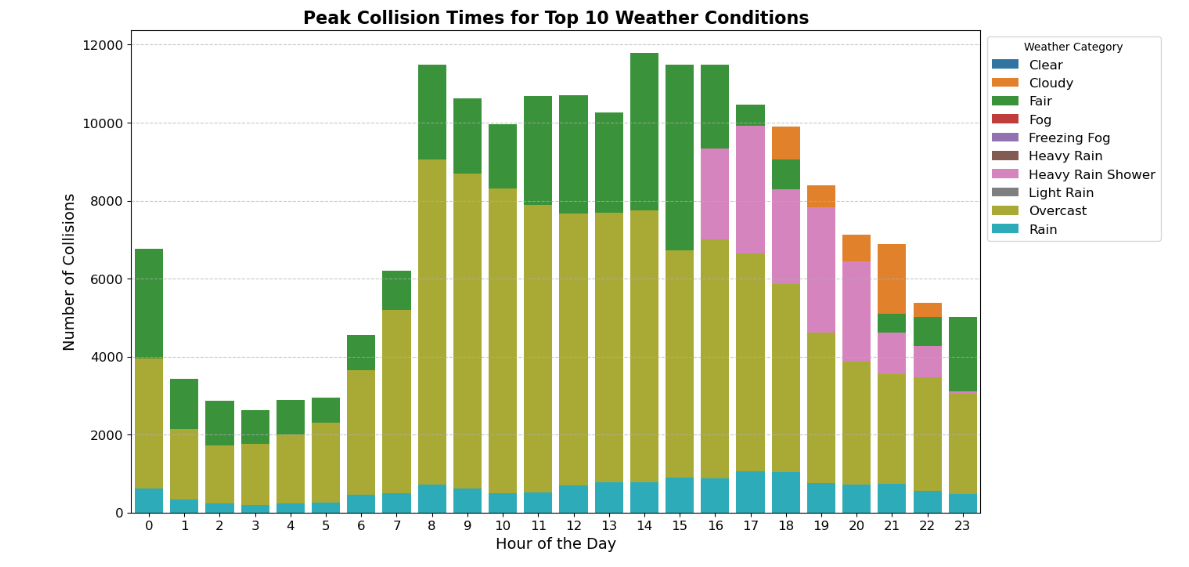 Peak Collision Times for Top 10 Weather Conditions
Number of Collisions
12000
10000
8000
6000
4000
2000
0
0 1 2 3 4 5 6 7 8 9 10 11 12 13 14 15 16 17 18 19 20 21 22 23
Hour of the Day
Weather Category
Clear
Cloudy
Fair
Fog
Freezing Fog
Heavy Rain
Heavy Rain Shower
Light Rain
Overcast
Rain